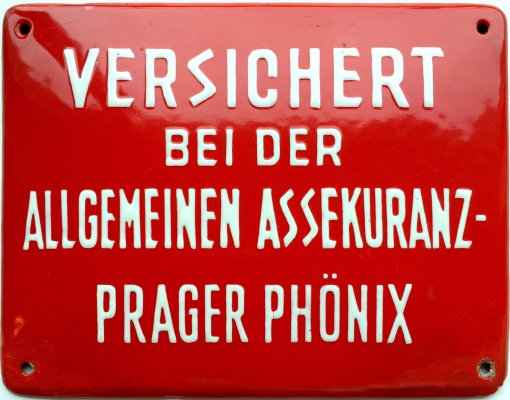 VERSICHERT
BEI DER
ALLGEMEINEN ASSEKURANZ-
PRAGER PHÖNIX